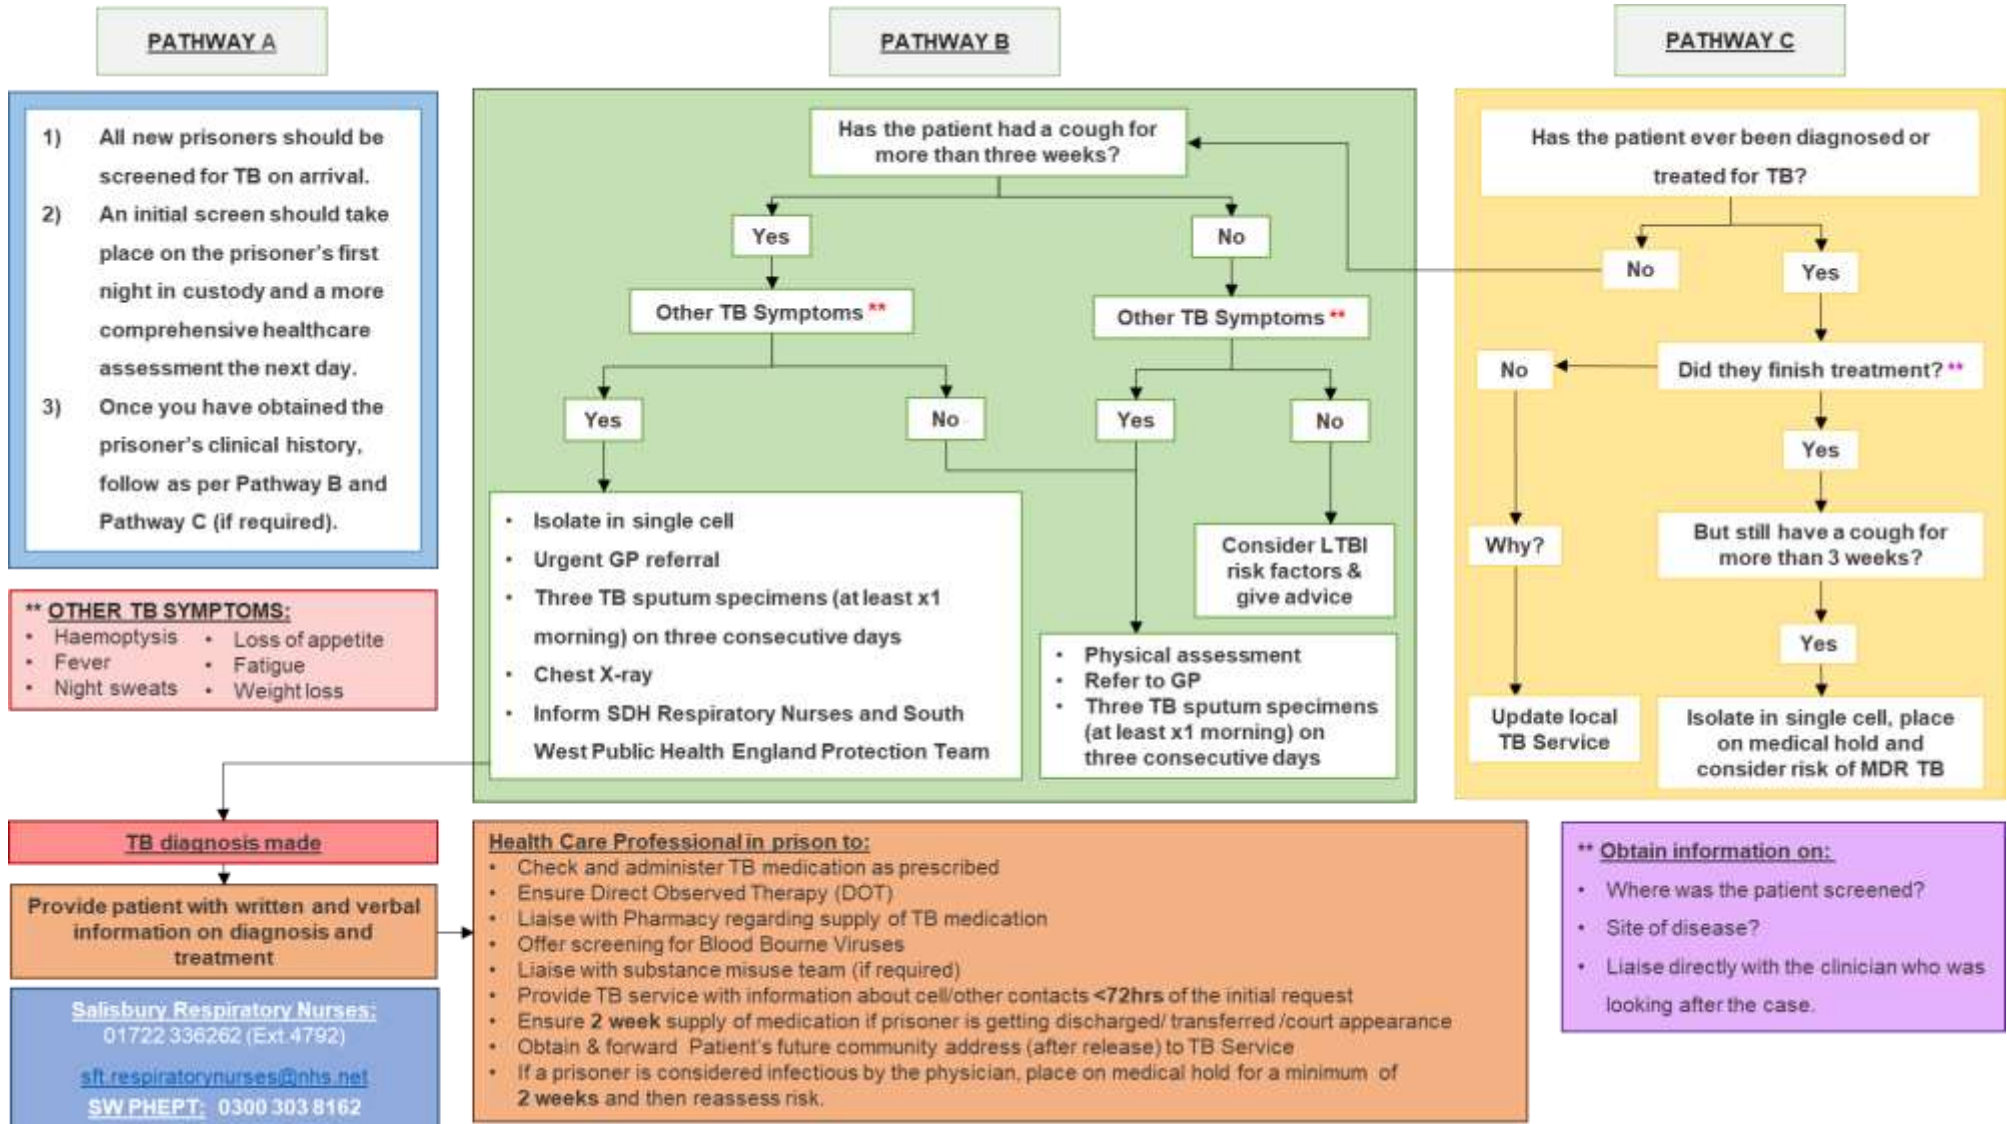 PATHWAY A
1) All new prisoners should be
screened for TB on arrival.
2) An initial screen should take
place on the prisoner's first
night in custody and a more
comprehensive healthcare
assessment the next day.
3) Once you have obtained the
prisoner's clinical history,
follow as per Pathway B and
Pathway C (if required).
** OTHER TB SYMPTOMS:
• Haemoptysis
• Fever
• Night sweats
• Loss of appetite
• Fatigue
• Weight loss
PATHWAY B
Has the patient had a cough for
more than three weeks?
Yes
No
Other TB Symptoms **
Other TB Symptoms **
Yes
No
Yes
No
• Isolate in single cell
• Urgent GP referral
• Three TB sputum specimens (at least x1
morning) on three consecutive days
• Chest X-ray
• Inform SDH Respiratory Nurses and South
West Public Health England Protection Team
Consider LTBI
risk factors &
give advice
• Physical assessment
• Refer to GP
• Three TB sputum specimens
(at least x1 morning) on
three consecutive days
PATHWAY C
Has the patient ever been diagnosed or
treated for TB?
No
Yes
Did they finish treatment? **
No
Yes
Why?
But still have a cough for
more than 3 weeks?
Yes
Update local
TB Service
Isolate in single cell, place
on medical hold and
consider risk of MDR TB
TB diagnosis made
Provide patient with written and verbal
information on diagnosis and
treatment
Salisbury Respiratory Nurses:
01722 336262 (Ext.4792)
sft.respiratorynurses@nhs.net
SW PHEPT: 0300 303 8162
Health Care Professional in prison to:
• Check and administer TB medication as prescribed
• Ensure Direct Observed Therapy (DOT)
• Liaise with Pharmacy regarding supply of TB medication
• Offer screening for Blood Bourne Viruses
• Liaise with substance misuse team (if required)
• Provide TB service with information about cell/other contacts <72hrs of the initial request
• Ensure 2 week supply of medication if prisoner is getting discharged/ transferred /court appearance
• Obtain & forward Patient's future community address (after release) to TB Service
• If a prisoner is considered infectious by the physician, place on medical hold for a minimum of
2 weeks and then reassess risk.
** Obtain information on:
• Where was the patient screened?
• Site of disease?
• Liaise directly with the clinician who was
looking after the case.